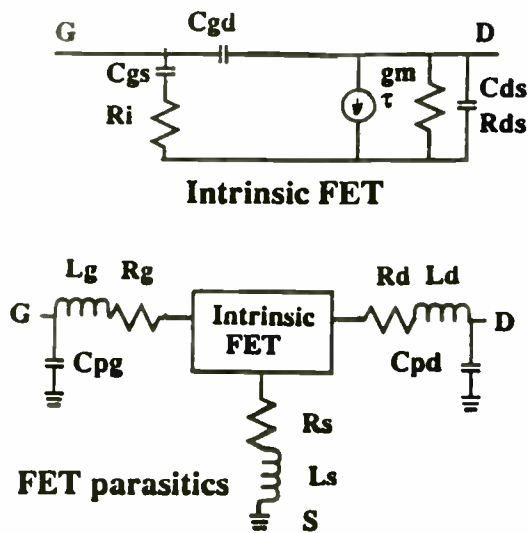 G Cgd D
Cgs gm Cds
Ri τ Rds
Intrinsic FET
Lg Rg Rd Ld
G Intrinsic D
FET
Cpg Cpd
Rs
FET parasitics Ls
S